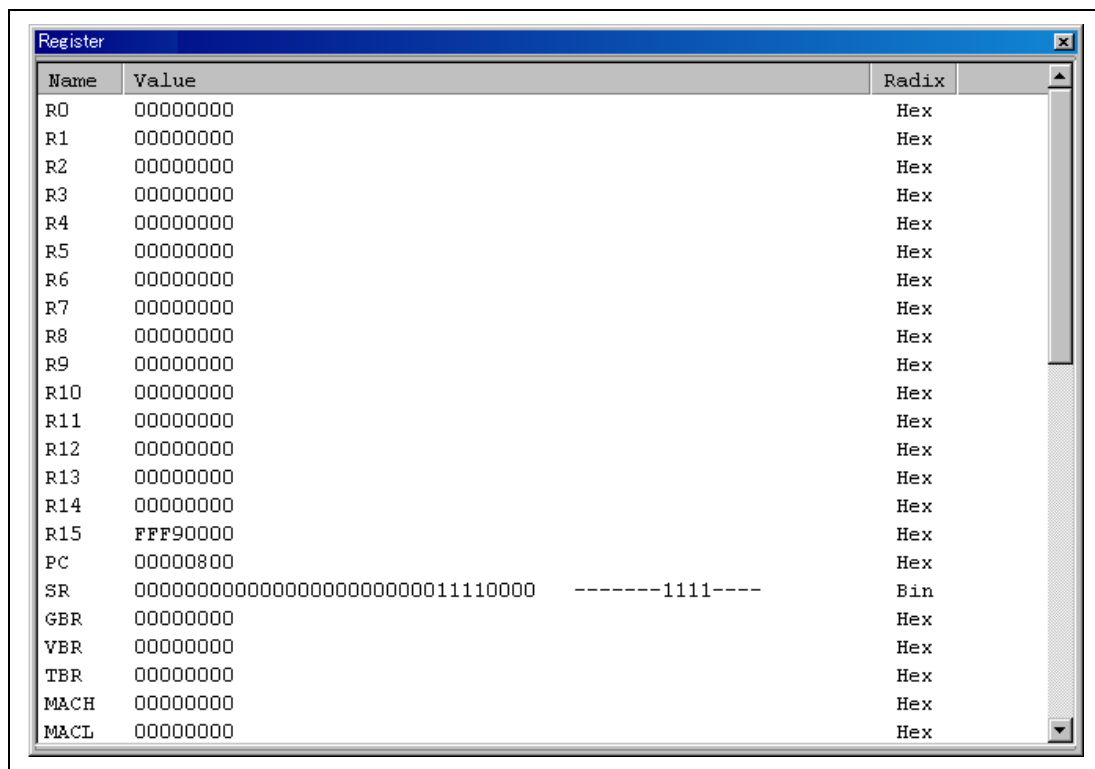 Register
Name Value Radix
R0 00000000 Hex
R1 00000000 Hex
R2 00000000 Hex
R3 00000000 Hex
R4 00000000 Hex
R5 00000000 Hex
R6 00000000 Hex
R7 00000000 Hex
R8 00000000 Hex
R9 00000000 Hex
R10 00000000 Hex
R11 00000000 Hex
R12 00000000 Hex
R13 00000000 Hex
R14 00000000 Hex
R15 FFF90000 Hex
PC 00000800 Hex
SR 00000000000000000000000011110000 -------1111---- Bin
GBR 00000000 Hex
VBR 00000000 Hex
TBR 00000000 Hex
MACH 00000000 Hex
MACL 00000000 Hex